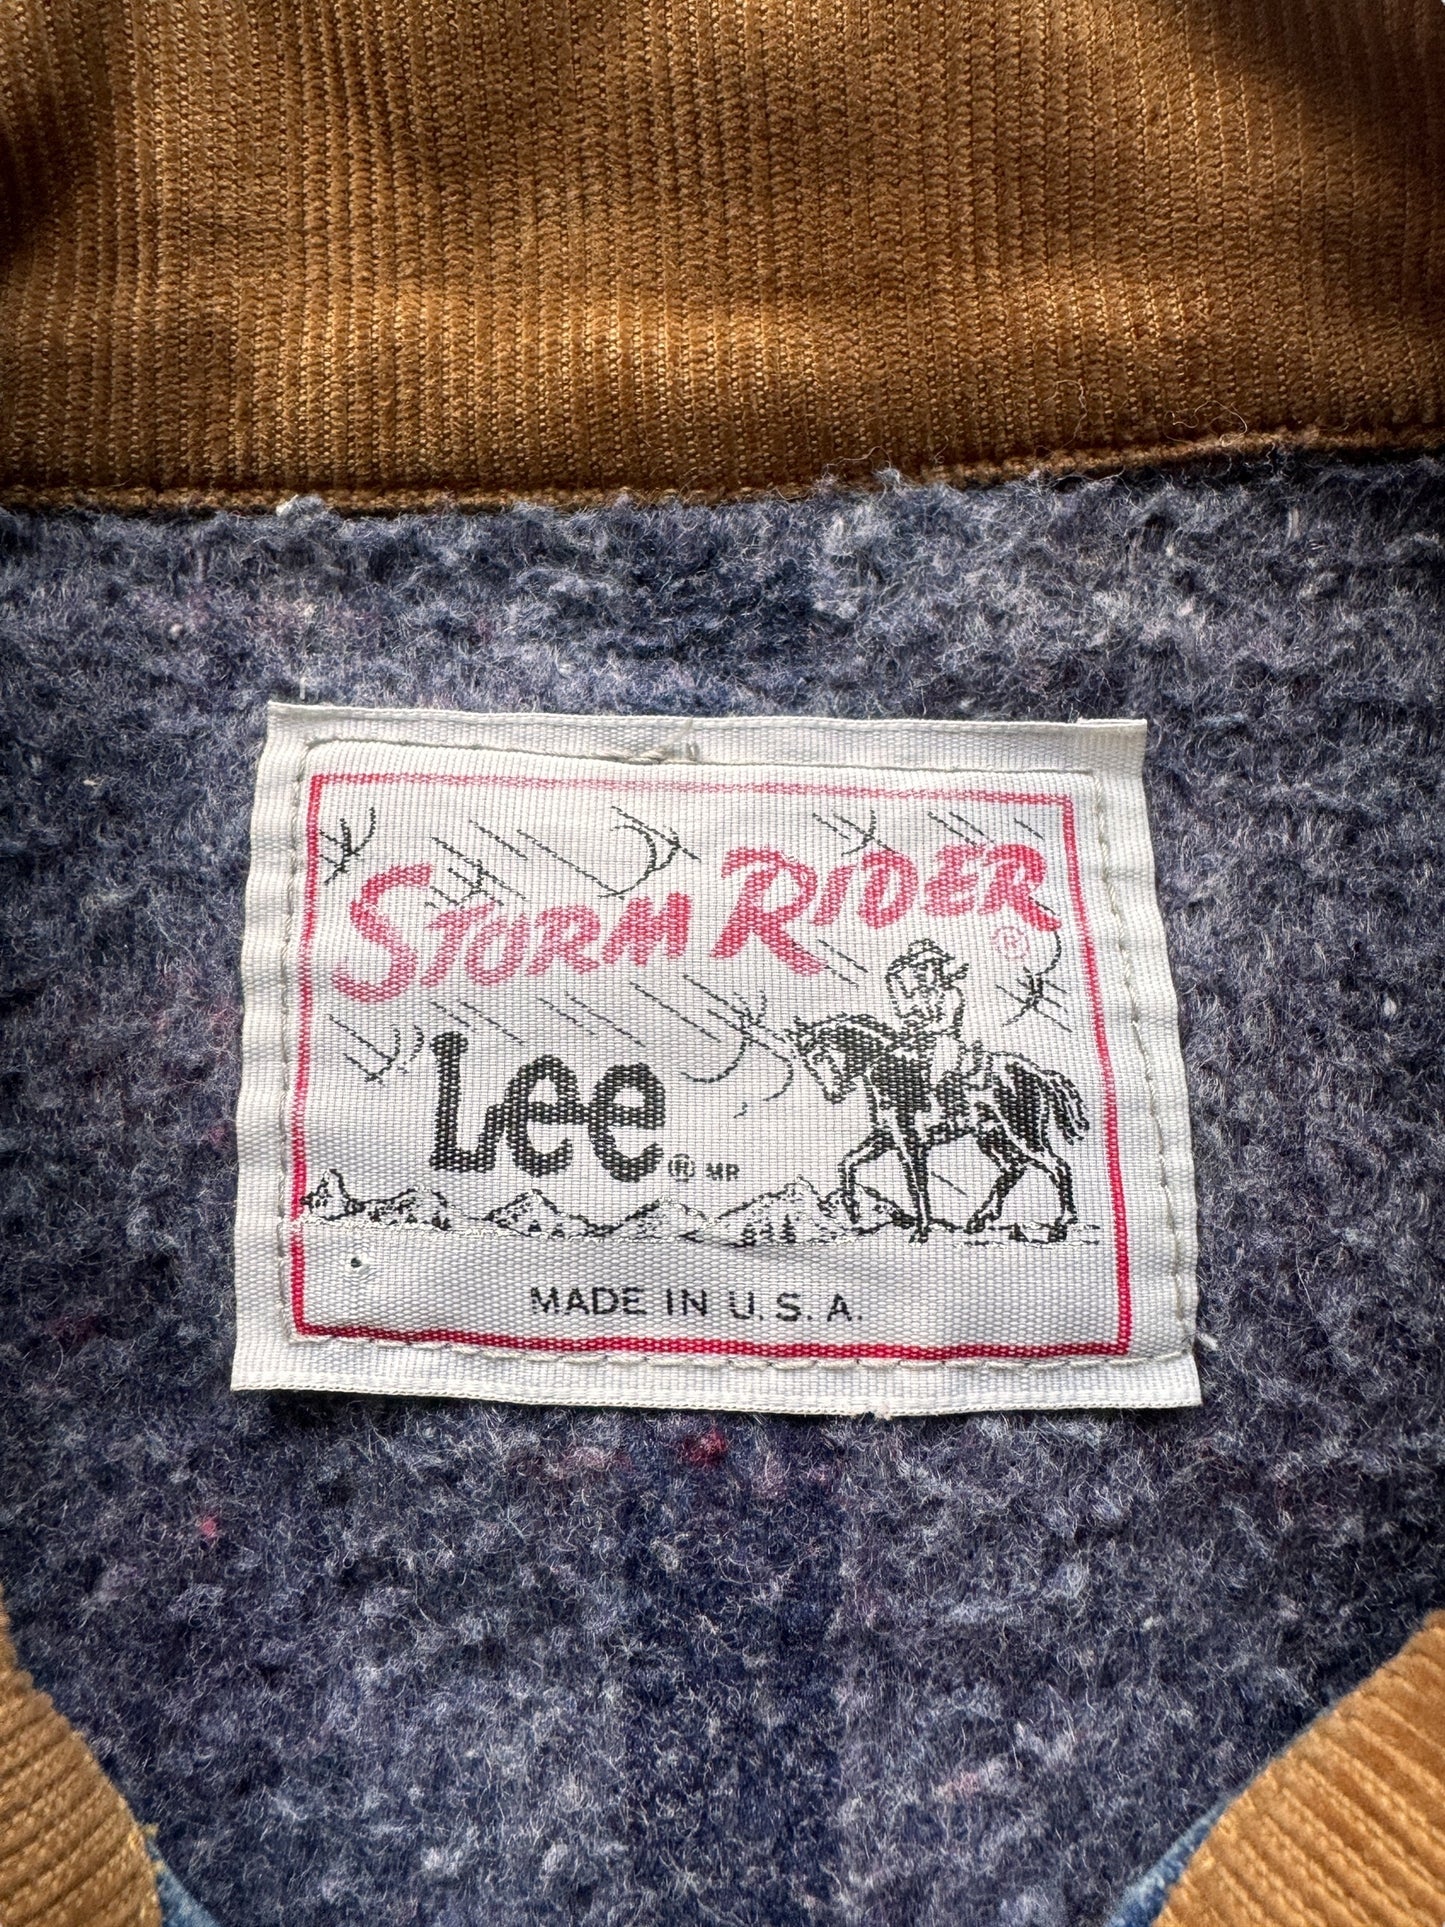 STORM RIDER ®
Lee ® MR
MADE IN U.S.A.